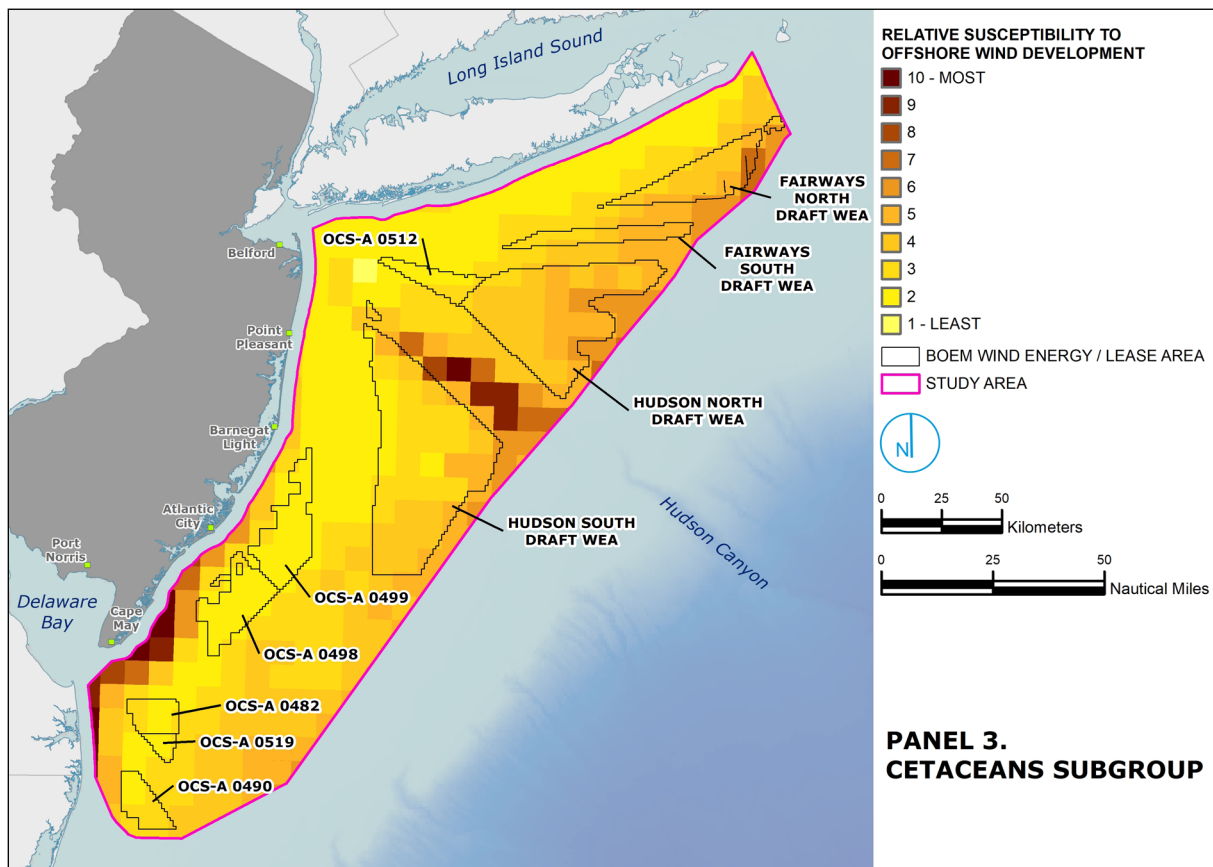 Long Island Sound
FAIRWAYS
NORTH
DRAFT WEA
OCS-A 0512
Belford
FAIRWAYS
SOUTH
DRAFT WEA
Point
Pleasant
HUDSON NORTH
DRAFT WEA
Barnegat
Light
Atlantic
City
HUDSON SOUTH
DRAFT WEA
Hudson Canyon
Port
Norris
Delaware
Bay
Cape
May
OCS-A 0499
OCS-A 0498
OCS-A 0482
OCS-A 0519
OCS-A 0490
RELATIVE SUSCEPTIBILITY TO
OFFSHORE WIND DEVELOPMENT
10 - MOST
9
8
7
6
5
4
3
2
1 - LEAST
BOEM WIND ENERGY / LEASE AREA
STUDY AREA
N
0 25 50
Kilometers
0 25 50
Nautical Miles
PANEL 3.
CETACEANS SUBGROUP